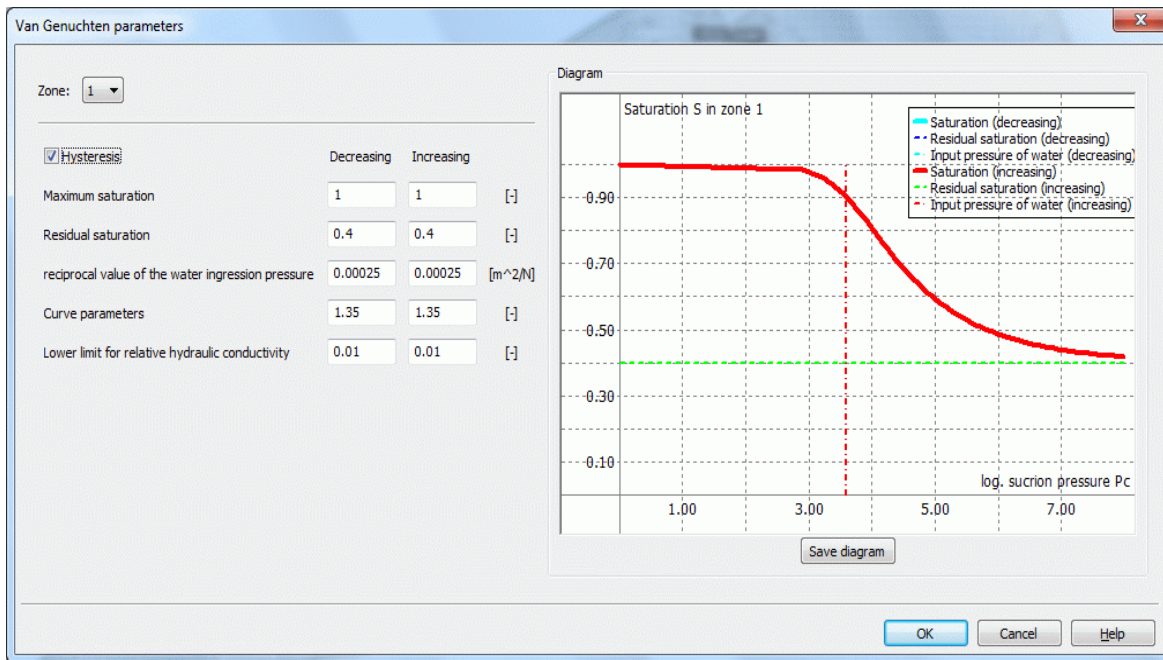 Van Genuchten parameters
Zone: 1
Hysteresis Decreasing Increasing
Maximum saturation 1 1 [-]
Residual saturation 0.4 0.4 [-]
reciprocal value of the water ingression pressure 0.00025 0.00025 [m^2/N]
Curve parameters 1.35 1.35 [-]
Lower limit for relative hydraulic conductivity 0.01 0.01 [-]
Diagram
Saturation S in zone 1
Saturation (decreasing)
Residual saturation (decreasing)
Input pressure of water (decreasing)
Saturation (increasing)
Residual saturation (increasing)
Input pressure of water (increasing)
0.90
0.70
0.50
0.30
0.10
log. sucrion pressure Pc
1.00 3.00 5.00 7.00
Save diagram
OK Cancel Help